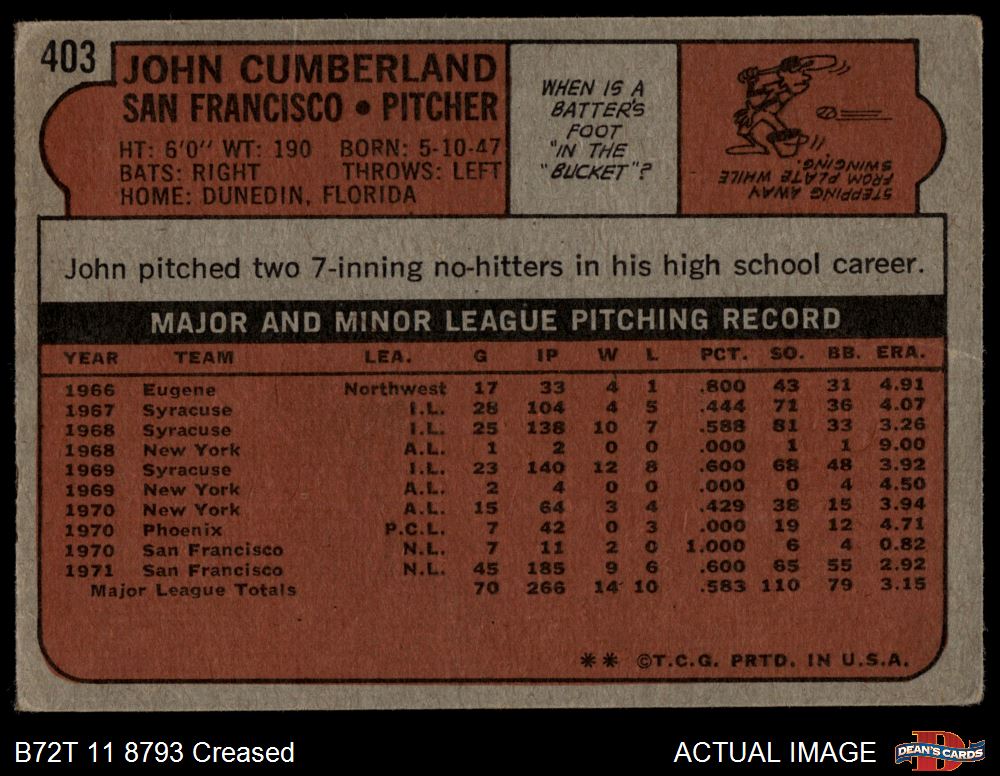 403
JOHN CUMBERLAND
SAN FRANCISCO • PITCHER
HT: 6'0" WT: 190 BORN: 5-10-47
BATS: RIGHT THROWS: LEFT
HOME: DUNEDIN, FLORIDA
WHEN IS A
BATTER'S
FOOT
"IN THE
"BUCKET"?
STEPPING AWAY
FROM PLATE WHILE
SWINGING.
John pitched two 7-inning no-hitters in his high school career.
MAJOR AND MINOR LEAGUE PITCHING RECORD
YEAR TEAM LEA. G IP W L PCT. SO. BB. ERA.
1966 Eugene Northwest 17 33 4 1 .800 43 31 4.91
1967 Syracuse I.L. 28 104 4 5 .444 71 36 4.07
1968 Syracuse I.L. 25 138 10 7 .588 81 33 3.26
1968 New York A.L. 1 2 0 0 .000 1 1 9.00
1969 Syracuse I.L. 23 140 12 8 .600 68 48 3.92
1969 New York A.L. 2 4 0 0 .000 0 4 4.50
1970 New York A.L. 15 64 3 4 .429 38 15 3.94
1970 Phoenix P.C.L. 7 42 0 3 .000 19 12 4.71
1970 San Francisco N.L. 7 11 2 0 1.000 6 4 0.82
1971 San Francisco N.L. 45 185 9 6 .600 65 55 2.92
Major League Totals 70 266 14 10 .583 110 79 3.15
** ©T.C.G. PRTD. IN U.S.A.
B72T 11 8793 Creased
ACTUAL IMAGE
DEAN'S CARDS